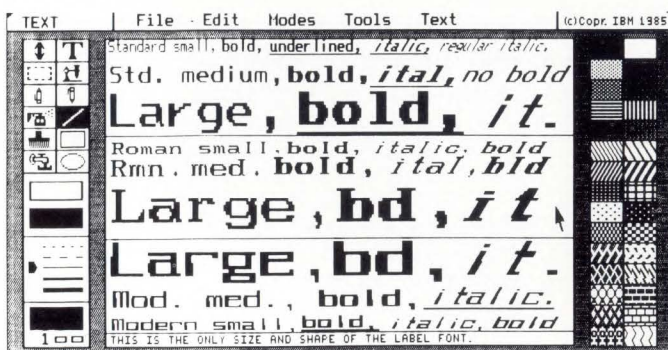 TEXT File Edit Modes Tools Text (c)Copr. IBM 1985
Standard small, bold, underlined, italic, regular italic,
Std. medium, bold, ital, no bold
Large, bold, it.
Roman small, bold, italic, bold
Rmn. med. bold, ital, bld
Large, bd, it
Large, bd, it.
Mod. med., bold, italic.
Modern small, bold, italic, bold
THIS IS THE ONLY SIZE AND SHAPE OF THE LABEL FONT.
T
100